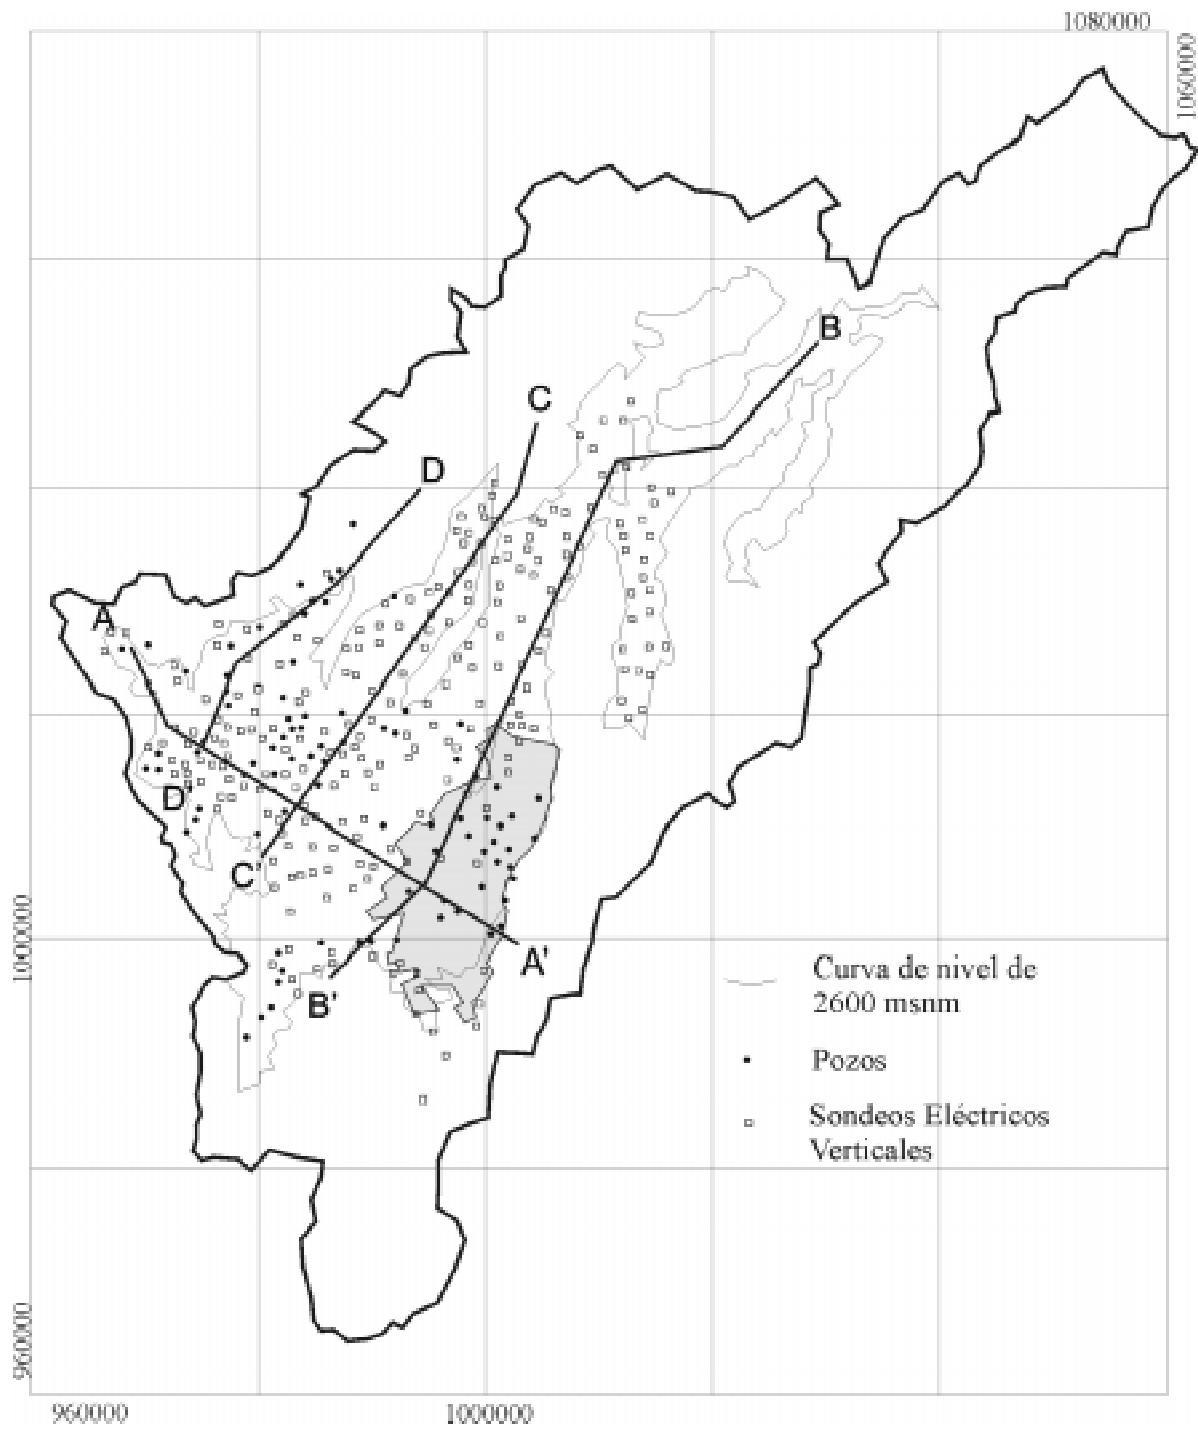 1080000
1060000
B
C
D
A
D'
C
A'
B'
1000000
Curva de nivel de
2600 msnm
Pozos
Sondeos Eléctricos
Verticales
960000
960000
1000000